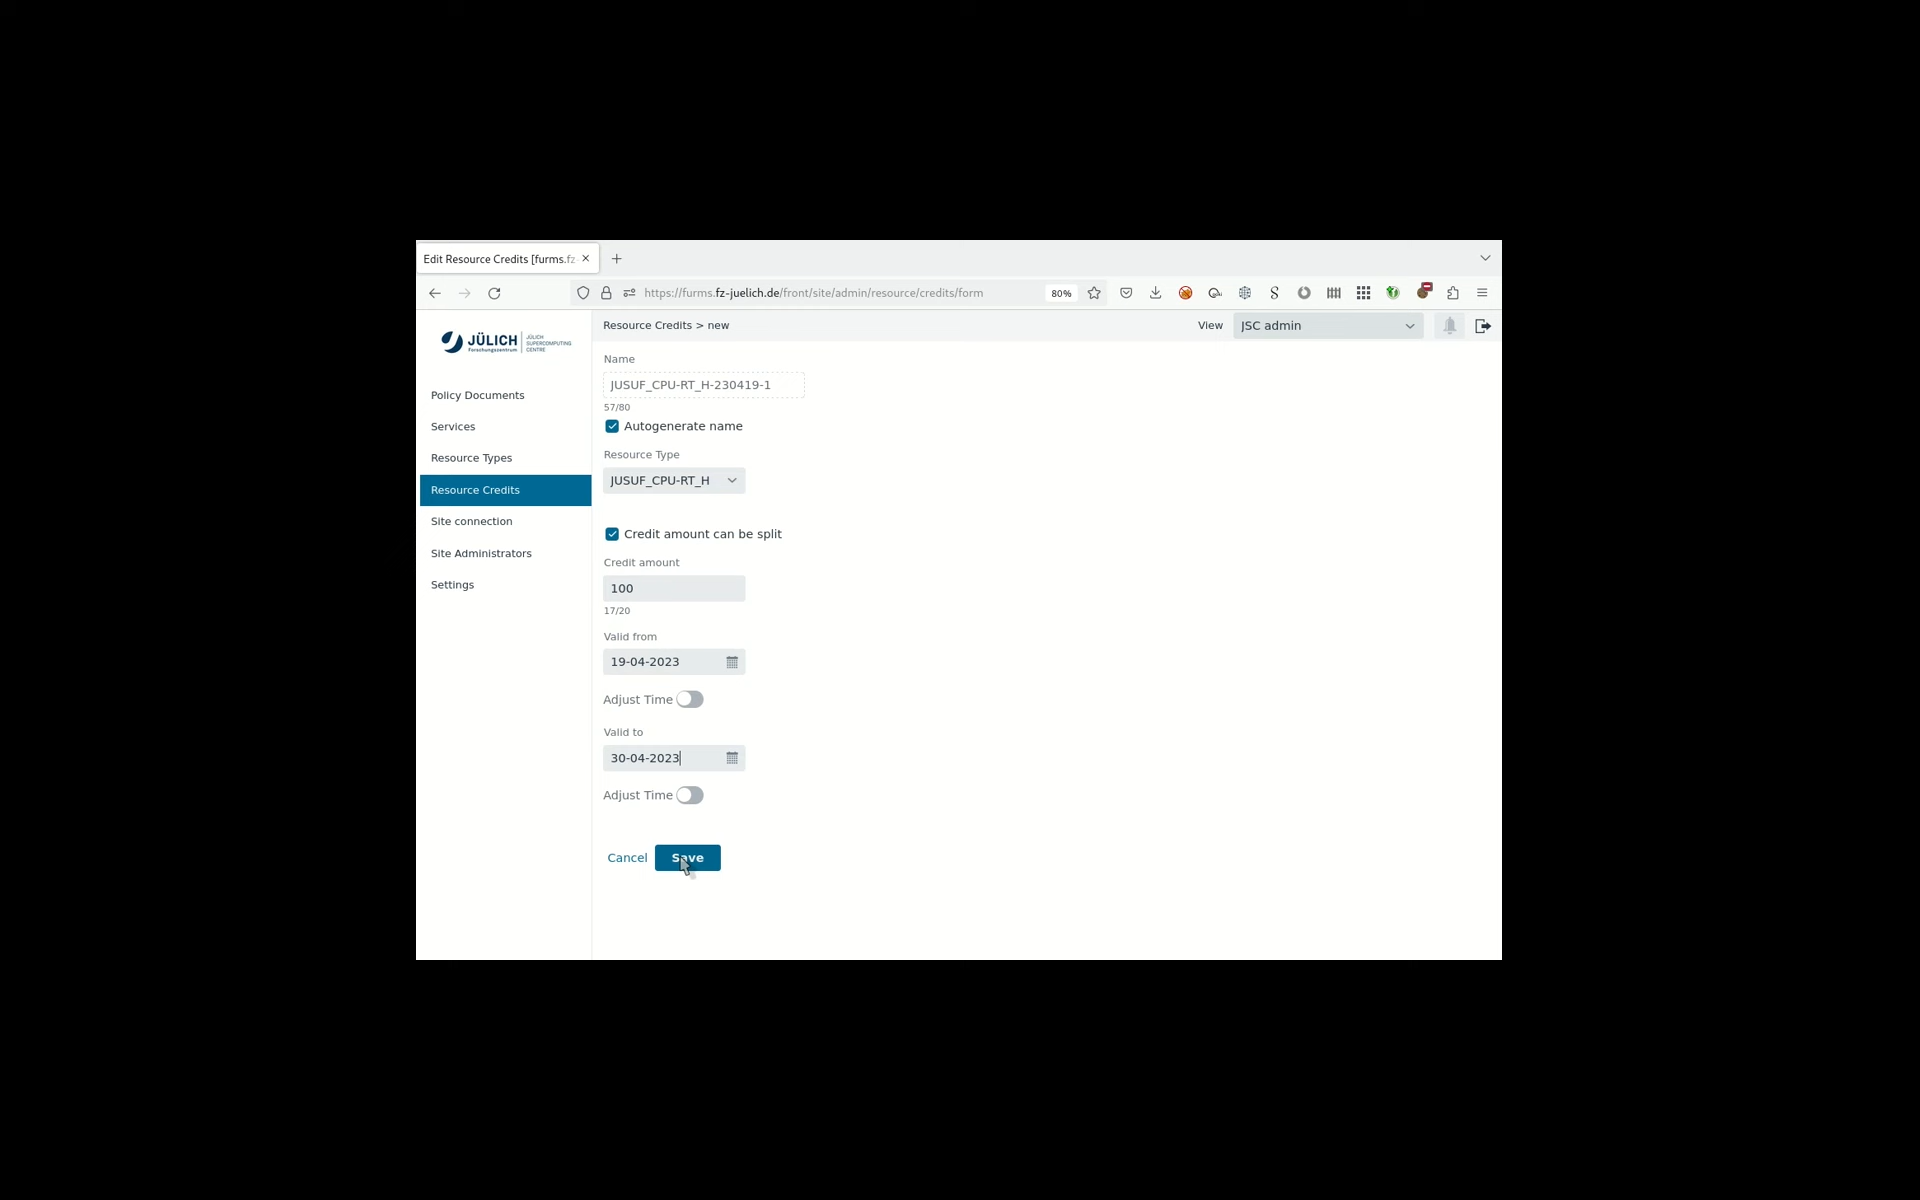 Edit Resource Credits [furms.fz-
https://furms.fz-juelich.de/front/site/admin/resource/credits/form
80%
JÜLICH
Forschungszentrum
JÜLICH
SUPERCOMPUTING
CENTRE
Resource Credits > new
View
JSC admin
Policy Documents
Services
Resource Types
Resource Credits
Site connection
Site Administrators
Settings
Name
JUSUF_CPU-RT_H-230419-1
57/80
Autogenerate name
Resource Type
JUSUF_CPU-RT_H
Credit amount can be split
Credit amount
100
17/20
Valid from
19-04-2023
Adjust Time
Valid to
30-04-2023
Adjust Time
Cancel
Save